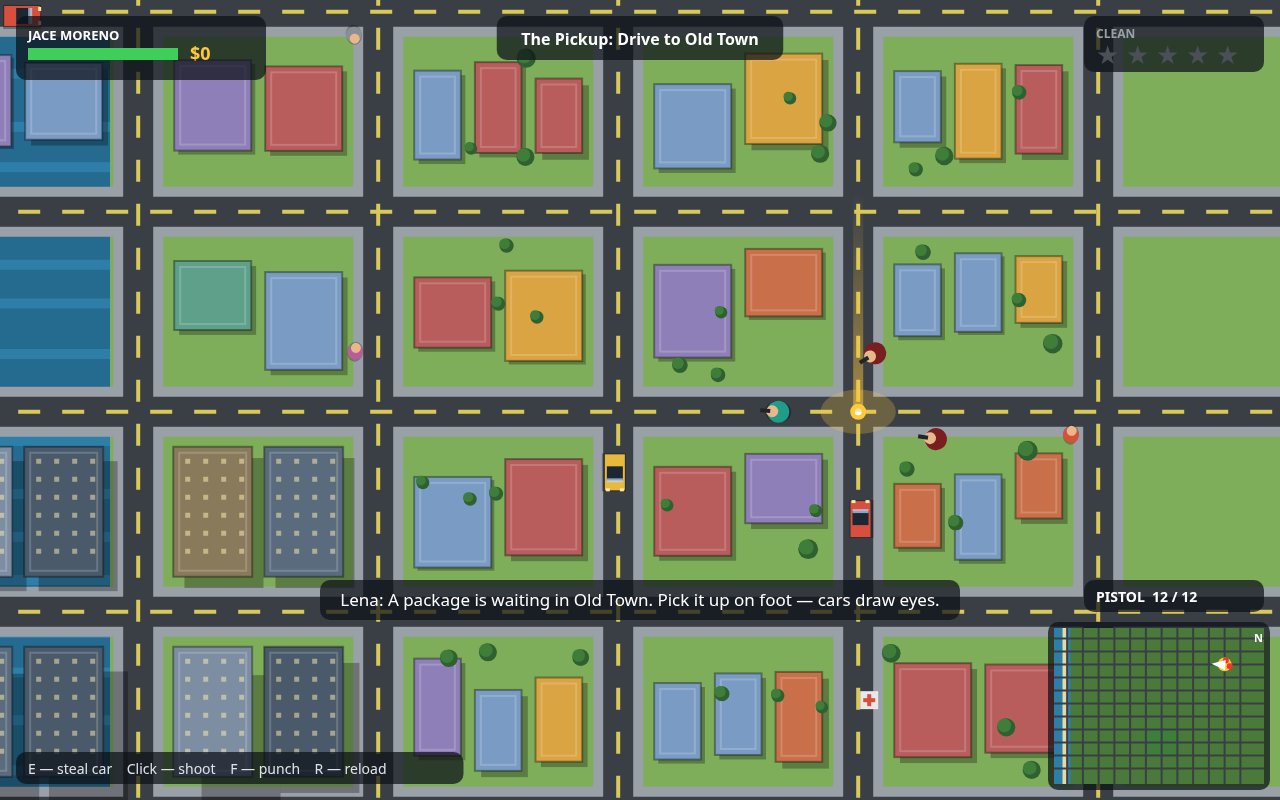 JACE MORENO
$0
The Pickup: Drive to Old Town
CLEAN
Lena: A package is waiting in Old Town. Pick it up on foot — cars draw eyes.
PISTOL 12 / 12
N
E — steal car Click — shoot F — punch R — reload